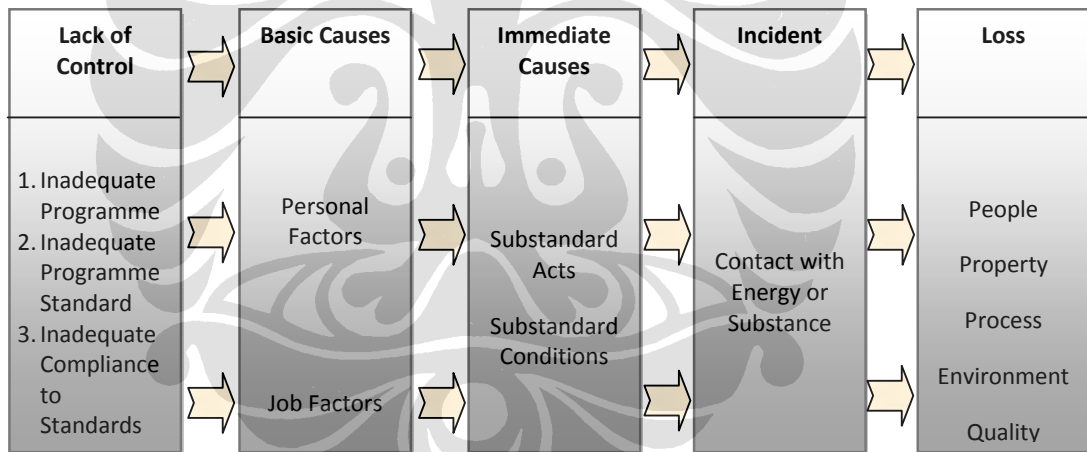 Lack of
Control
Basic Causes
Immediate
Causes
Incident
Loss
1. Inadequate
Programme
2. Inadequate
Programme
Standard
3. Inadequate
Compliance
to
Standards
Personal
Factors
Job Factors
Substandard
Acts
Substandard
Conditions
Contact with
Energy or
Substance
People
Property
Process
Environment
Quality